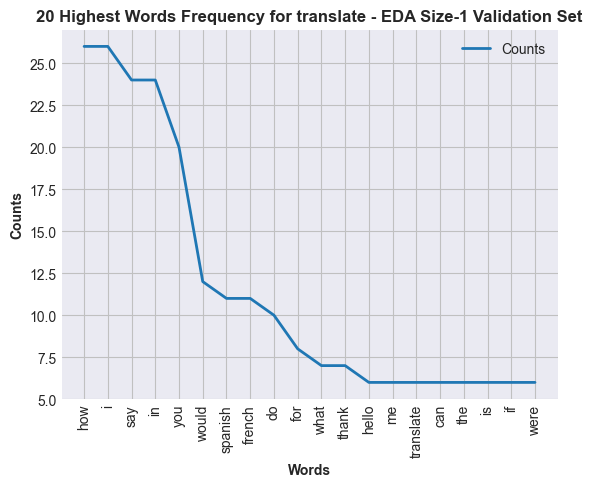 20 Highest Words Frequency for translate - EDA Size-1 Validation Set
Counts
25.0
22.5
20.0
17.5
15.0
12.5
10.0
7.5
5.0
Counts
how
i
say
in
you
would
spanish
french
do
for
what
thank
hello
me
translate
can
the
is
if
were
Words